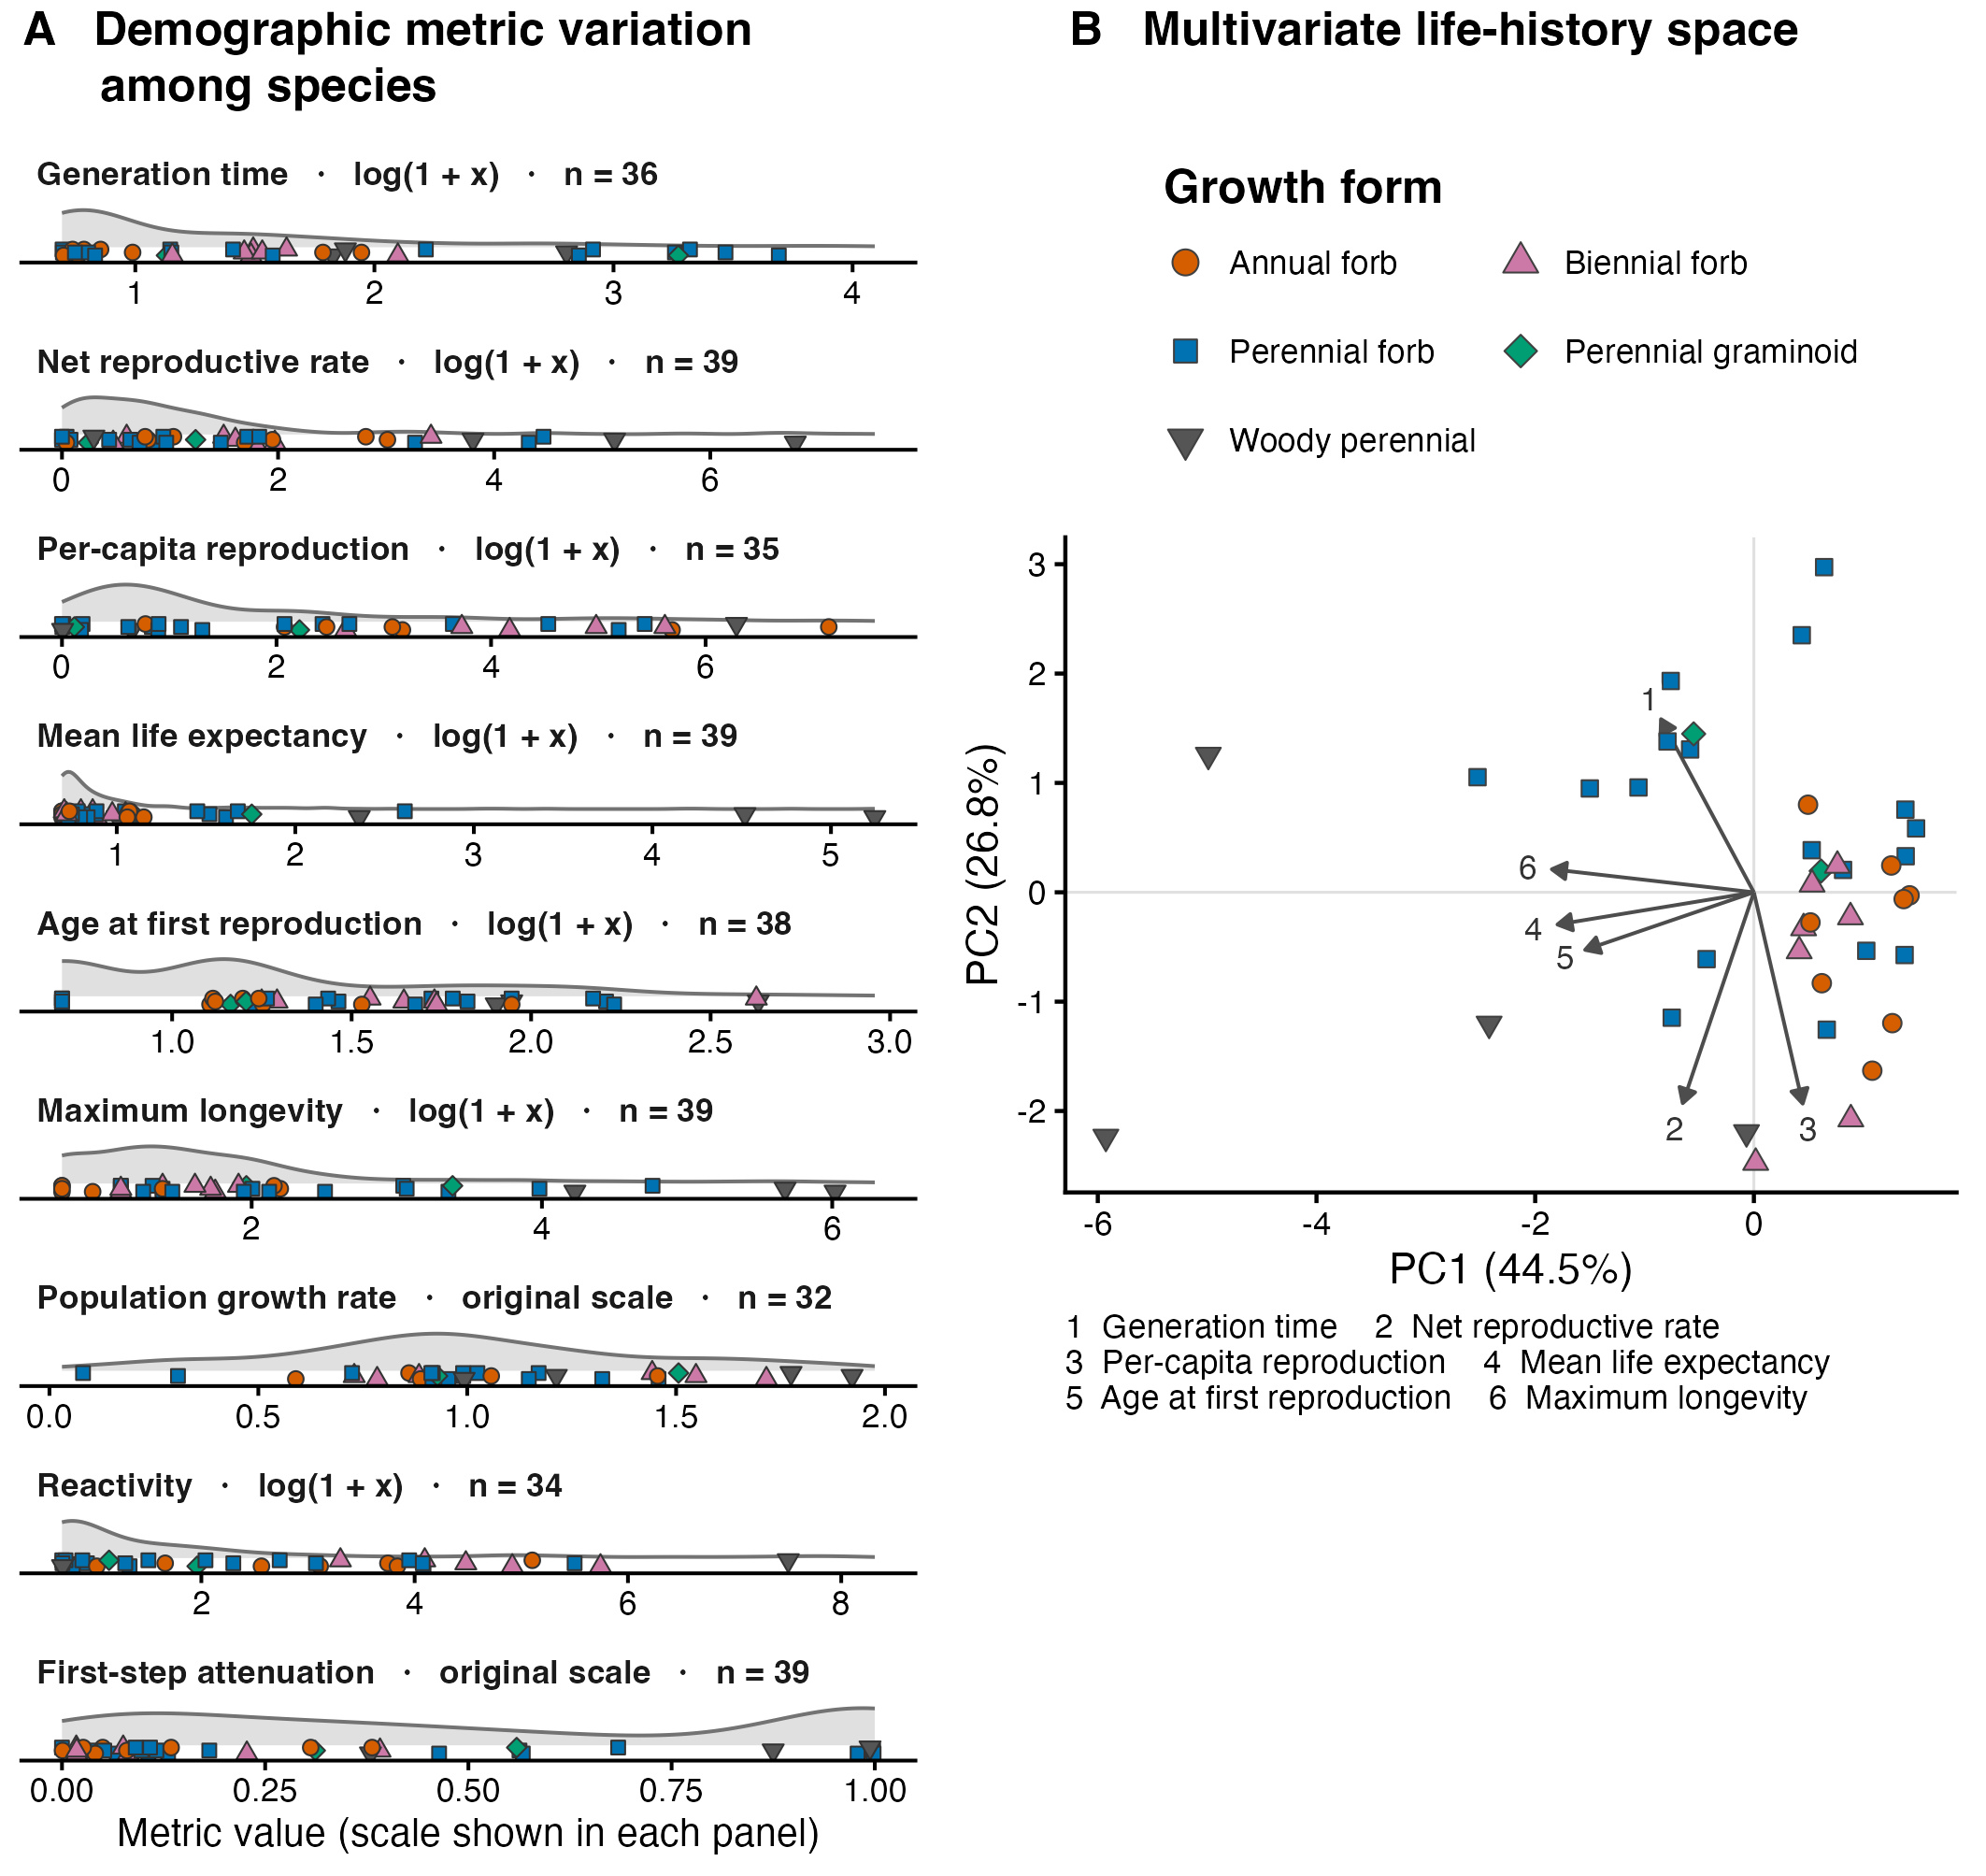 A Demographic metric variation
among species
Generation time · log(1 + x) · n = 36
1 2 3 4
Net reproductive rate · log(1 + x) · n = 39
0 2 4 6
Per-capita reproduction · log(1 + x) · n = 35
0 2 4 6
Mean life expectancy · log(1 + x) · n = 39
1 2 3 4 5
Age at first reproduction · log(1 + x) · n = 38
1.0 1.5 2.0 2.5 3.0
Maximum longevity · log(1 + x) · n = 39
2 4 6
Population growth rate · original scale · n = 32
0.0 0.5 1.0 1.5 2.0
Reactivity · log(1 + x) · n = 34
2 4 6 8
First-step attenuation · original scale · n = 39
0.00 0.25 0.50 0.75 1.00
Metric value (scale shown in each panel)
B Multivariate life-history space
Growth form
Annual forb Biennial forb
Perennial forb Perennial graminoid
Woody perennial
PC2 (26.8%)
3
2
1
0
-1
-2
1
6
4
5
2 3
-6 -4 -2 0
PC1 (44.5%)
1 Generation time 2 Net reproductive rate
3 Per-capita reproduction 4 Mean life expectancy
5 Age at first reproduction 6 Maximum longevity